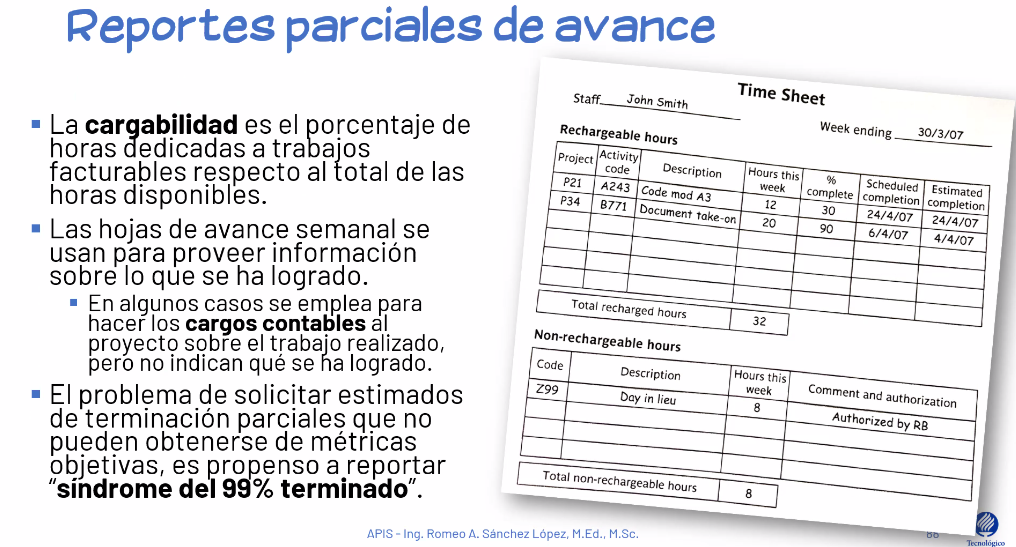 Reportes parciales de avance
▪ La cargabilidad es el porcentaje de
horas dedicadas a trabajos
facturables respecto al total de las
horas disponibles.
▪ Las hojas de avance semanal se
usan para proveer información
sobre lo que se ha logrado.
▪ En algunos casos se emplea para
hacer los cargos contables al
proyecto sobre el trabajo realizado,
pero no indican qué se ha logrado.
▪ El problema de solicitar estimados
de terminación parciales que no
pueden obtenerse de métricas
objetivas, es propenso a reportar
“síndrome del 99% terminado”.
Time Sheet
Staff John Smith
Week ending 30/3/07
Rechargeable hours
Project Activity code Description Hours this week % complete Scheduled completion Estimated completion
P21 A243 Code mod A3 12 30 24/4/07 24/4/07
P34 B771 Document take-on 20 90 6/4/07 4/4/07
Total recharged hours 32
Non-rechargeable hours
Code Description Hours this week Comment and authorization
Z99 Day in lieu 8 Authorized by RB
Total non-rechargeable hours 8
APIS - Ing. Romeo A. Sánchez López, M.Ed., M.Sc.
Tecnológico